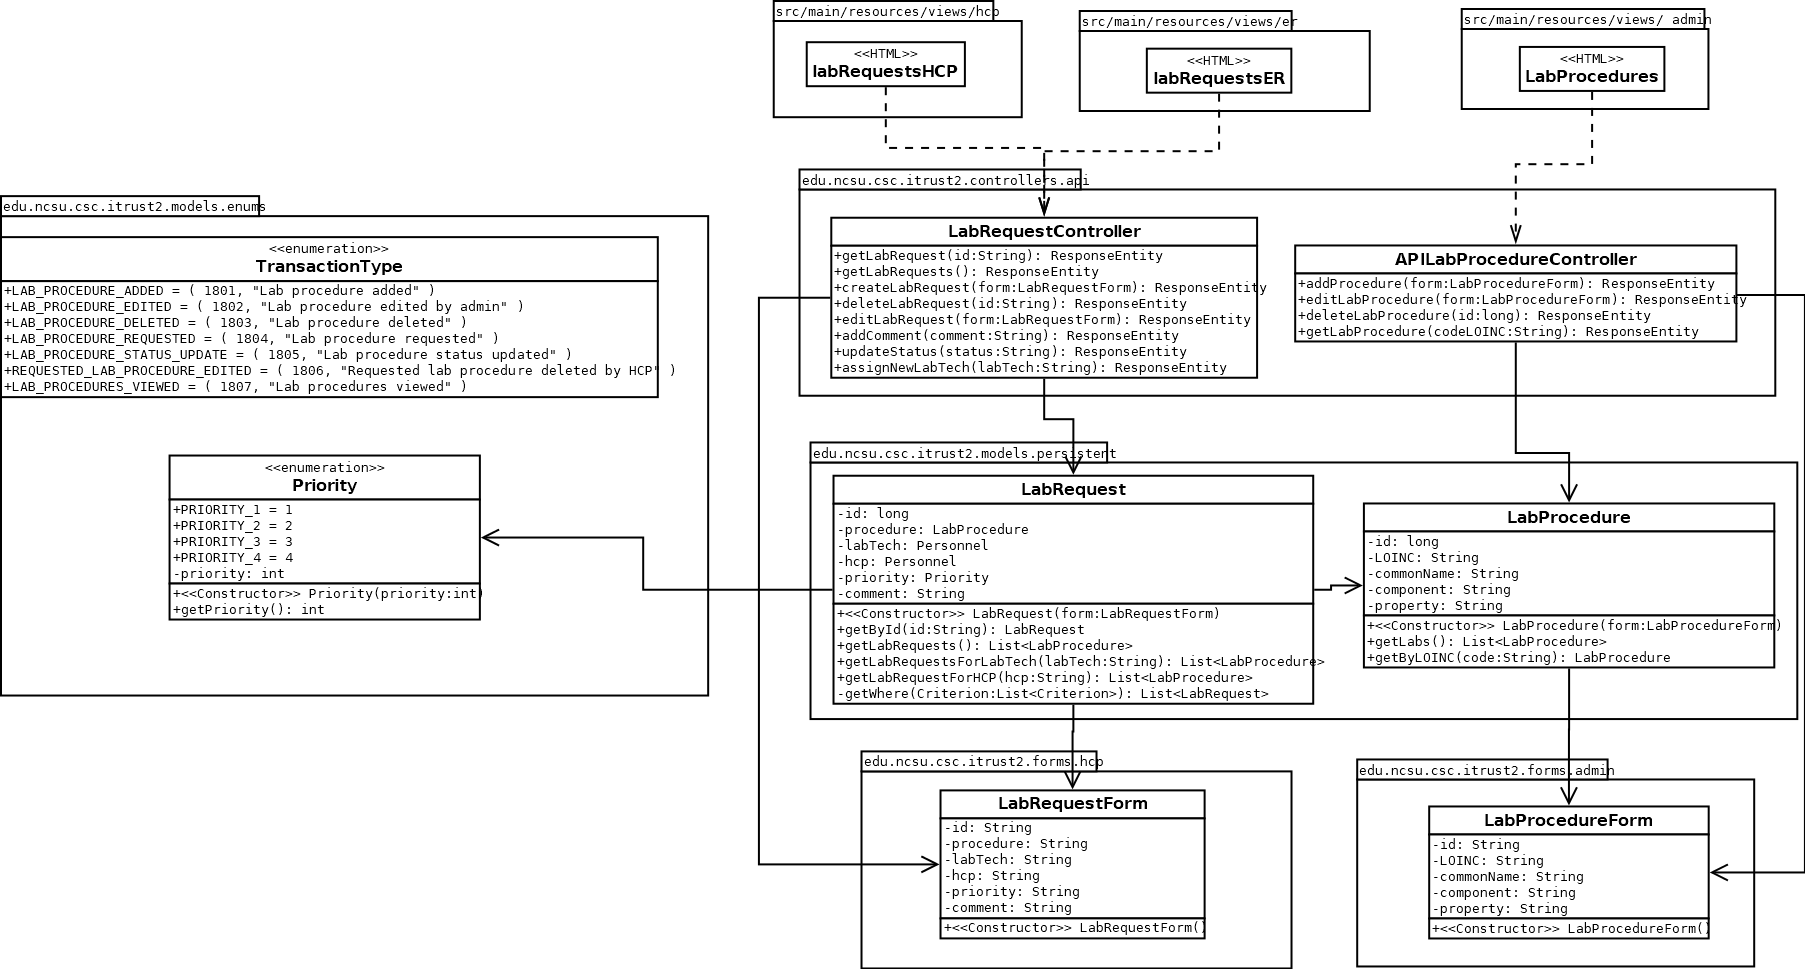 src/main/resources/views/hcp
<<HTML>>
labRequestsHCP
src/main/resources/views/er
<<HTML>>
labRequestsER
src/main/resources/views/ admin
<<HTML>>
LabProcedures
edu.ncsu.csc.itrust2.models.enums
<<enumeration>>
TransactionType
+LAB_PROCEDURE_ADDED = ( 1801, "Lab procedure added" )
+LAB_PROCEDURE_EDITED = ( 1802, "Lab procedure edited by admin" )
+LAB_PROCEDURE_DELETED = ( 1803, "Lab procedure deleted" )
+LAB_PROCEDURE_REQUESTED = ( 1804, "Lab procedure requested" )
+LAB_PROCEDURE_STATUS_UPDATE = ( 1805, "Lab procedure status updated" )
+REQUESTED_LAB_PROCEDURE_EDITED = ( 1806, "Requested lab procedure deleted by HCP" )
+LAB_PROCEDURES_VIEWED = ( 1807, "Lab procedures viewed" )
<<enumeration>>
Priority
+PRIORITY_1 = 1
+PRIORITY_2 = 2
+PRIORITY_3 = 3
+PRIORITY_4 = 4
-priority: int
+<<Constructor>> Priority(priority:int)
+getPriority(): int
edu.ncsu.csc.itrust2.controllers.api
LabRequestController
+getLabRequest(id:String): ResponseEntity
+getLabRequests(): ResponseEntity
+createLabRequest(form:LabRequestForm): ResponseEntity
+deleteLabRequest(id:String): ResponseEntity
+editLabRequest(form:LabRequestForm): ResponseEntity
+addComment(comment:String): ResponseEntity
+updateStatus(status:String): ResponseEntity
+assignNewLabTech(labTech:String): ResponseEntity
APILabProcedureController
+addProcedure(form:LabProcedureForm): ResponseEntity
+editLabProcedure(form:LabProcedureForm): ResponseEntity
+deleteLabProcedure(id:long): ResponseEntity
+getLabProcedure(codeLOINC:String): ResponseEntity
edu.ncsu.csc.itrust2.models.persistent
LabRequest
-id: long
-procedure: LabProcedure
-labTech: Personnel
-hcp: Personnel
-priority: Priority
-comment: String
+<<Constructor>> LabRequest(form:LabRequestForm)
+getById(id:String): LabRequest
+getLabRequests(): List<LabProcedure>
+getLabRequestsForLabTech(labTech:String): List<LabProcedure>
+getLabRequestForHCP(hcp:String): List<LabProcedure>
-getWhere(Criterion:List<Criterion>): List<LabRequest>
LabProcedure
-id: long
-LOINC: String
-commonName: String
-component: String
-property: String
+<<Constructor>> LabProcedure(form:LabProcedureForm)
+getLabs(): List<LabProcedure>
+getByLOINC(code:String): LabProcedure
edu.ncsu.csc.itrust2.forms.hcp
LabRequestForm
-id: String
-procedure: String
-labTech: String
-hcp: String
-priority: String
-comment: String
+<<Constructor>> LabRequestForm()
edu.ncsu.csc.itrust2.forms.admin
LabProcedureForm
-id: String
-LOINC: String
-commonName: String
-component: String
-property: String
+<<Constructor>> LabProcedureForm()